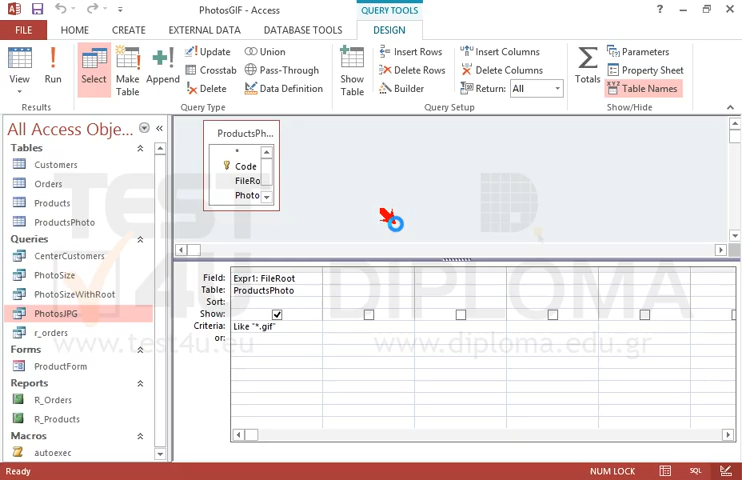 PhotosGIF - Access
QUERY TOOLS
FILE HOME CREATE EXTERNAL DATA DATABASE TOOLS DESIGN
View
Run
Results
Select
Make Table
Append
Update
Crosstab
Delete
Union
Pass-Through
Data Definition
Query Type
Show Table
Insert Rows
Delete Rows
Builder
Insert Columns
Delete Columns
Return: All
Query Setup
Totals
Parameters
Property Sheet
XYZ
Table Names
Show/Hide
All Access Obje... «
Tables
Customers
Orders
Products
ProductsPhoto
Queries
CenterCustomers
PhotoSize
PhotoSizeWithRoot
PhotosJPG
r_orders
Forms
ProductForm
Reports
R_Orders
R_Products
Macros
autoexec
ProductsPho...
*
Code
FileRo
Photo
Field: Expr1: FileRoot
Table: ProductsPhoto
Sort:
Show:
Criteria: Like "*.gif"
or:
TEST
4U
DIPLOMA
www.test4u.eu
www.diploma.edu.gr
Ready
NUM LOCK
SQL